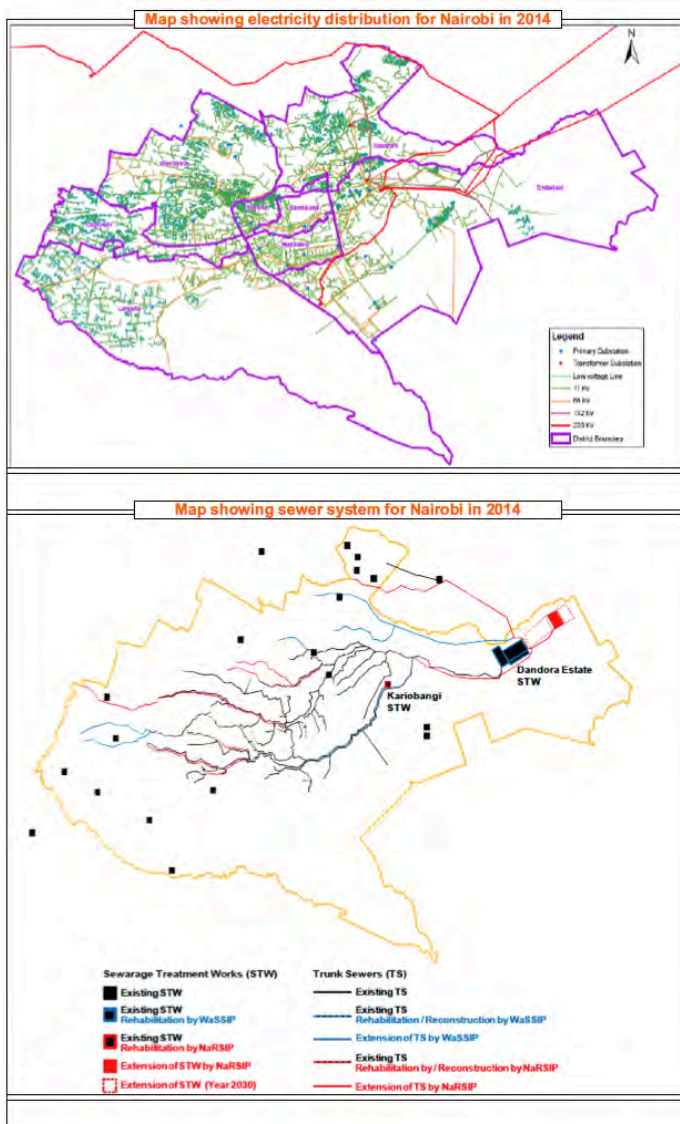 Map showing electricity distribution for Nairobi in 2014
N
Westlands
Kasarani
Embakasi
Langata
Legend
Primary Substation
Transformer Substation
Low voltage Line
11 KV
66 KV
132 KV
220 KV
District Boundary
Map showing sewer system for Nairobi in 2014
Dandora Estate
STW
Kariobangi
STW
Sewarage Treatment Works (STW)
Existing STW
Existing STW
Rehabilitation by WaSSIP
Existing STW
Rehabilitation by NaRSIP
Extension of STW by NaRSIP
Extension of STW (Year 2030)
Trunk Sewers (TS)
Existing TS
Existing TS
Rehabilitation / Reconstruction by WaSSIP
Extension of TS by WaSSIP
Existing TS
Rehabilitation by / Reconstruction by NaRSIP
Extension of TS by NaRSIP